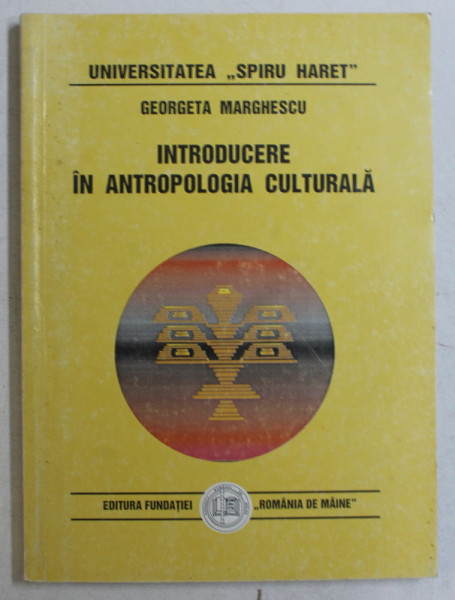 UNIVERSITATEA „SPIRU HARET”
GEORGETA MARGHESCU
INTRODUCERE
ÎN ANTROPOLOGIA CULTURALĂ
EDITURA FUNDAȚIEI „ROMÂNIA DE MÂINE”